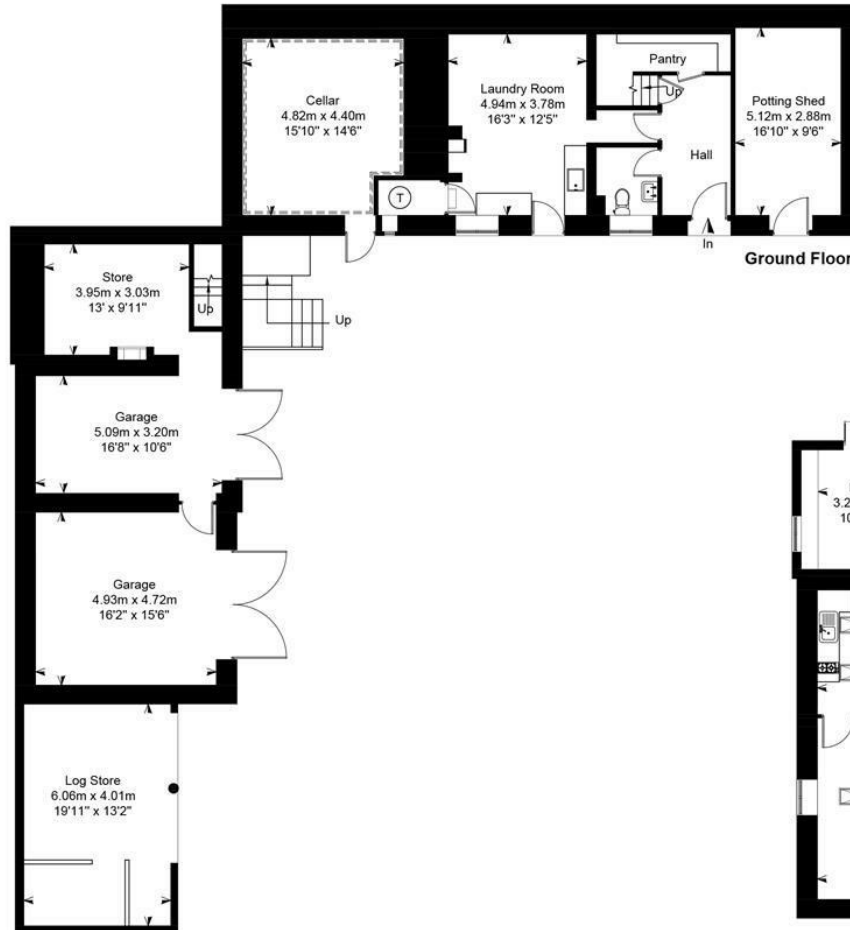 Cellar
4.82m x 4.40m
15'10" x 14'6"
Laundry Room
4.94m x 3.78m
16'3" x 12'5"
Pantry
Up
Hall
Potting Shed
5.12m x 2.88m
16'10" x 9'6"
T
In
Ground Floor
Store
3.95m x 3.03m
13' x 9'11"
Up
Up
Garage
5.09m x 3.20m
16'8" x 10'6"
Garage
4.93m x 4.72m
16'2" x 15'6"
Log Store
6.06m x 4.01m
19'11" x 13'2"
3.2
10